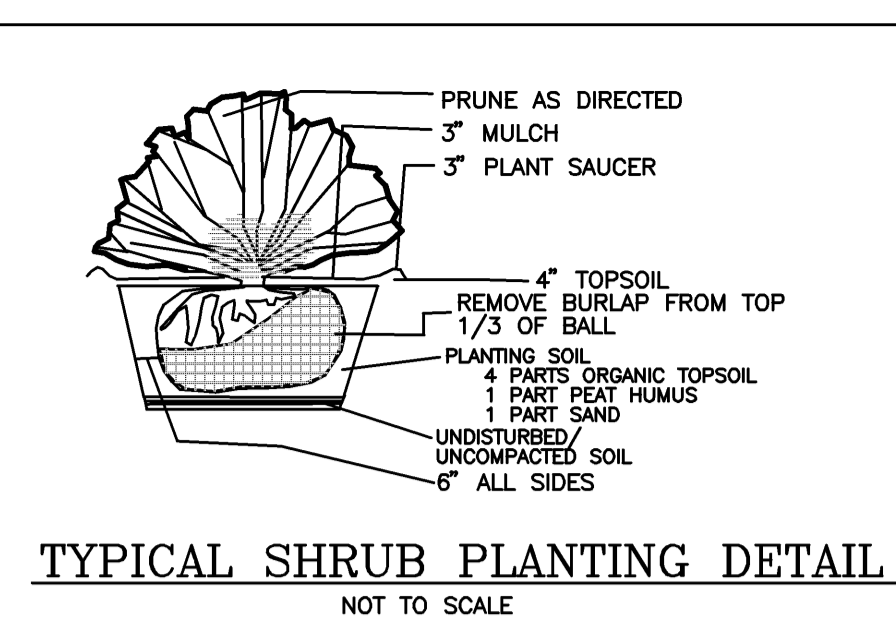 PRUNE AS DIRECTED
3" MULCH
3" PLANT SAUCER
4" TOPSOIL
REMOVE BURLAP FROM TOP
1/3 OF BALL
PLANTING SOIL
4 PARTS ORGANIC TOPSOIL
1 PART PEAT HUMUS
1 PART SAND
UNDISTURBED/
UNCOMPACTED SOIL
6" ALL SIDES
TYPICAL SHRUB PLANTING DETAIL
NOT TO SCALE